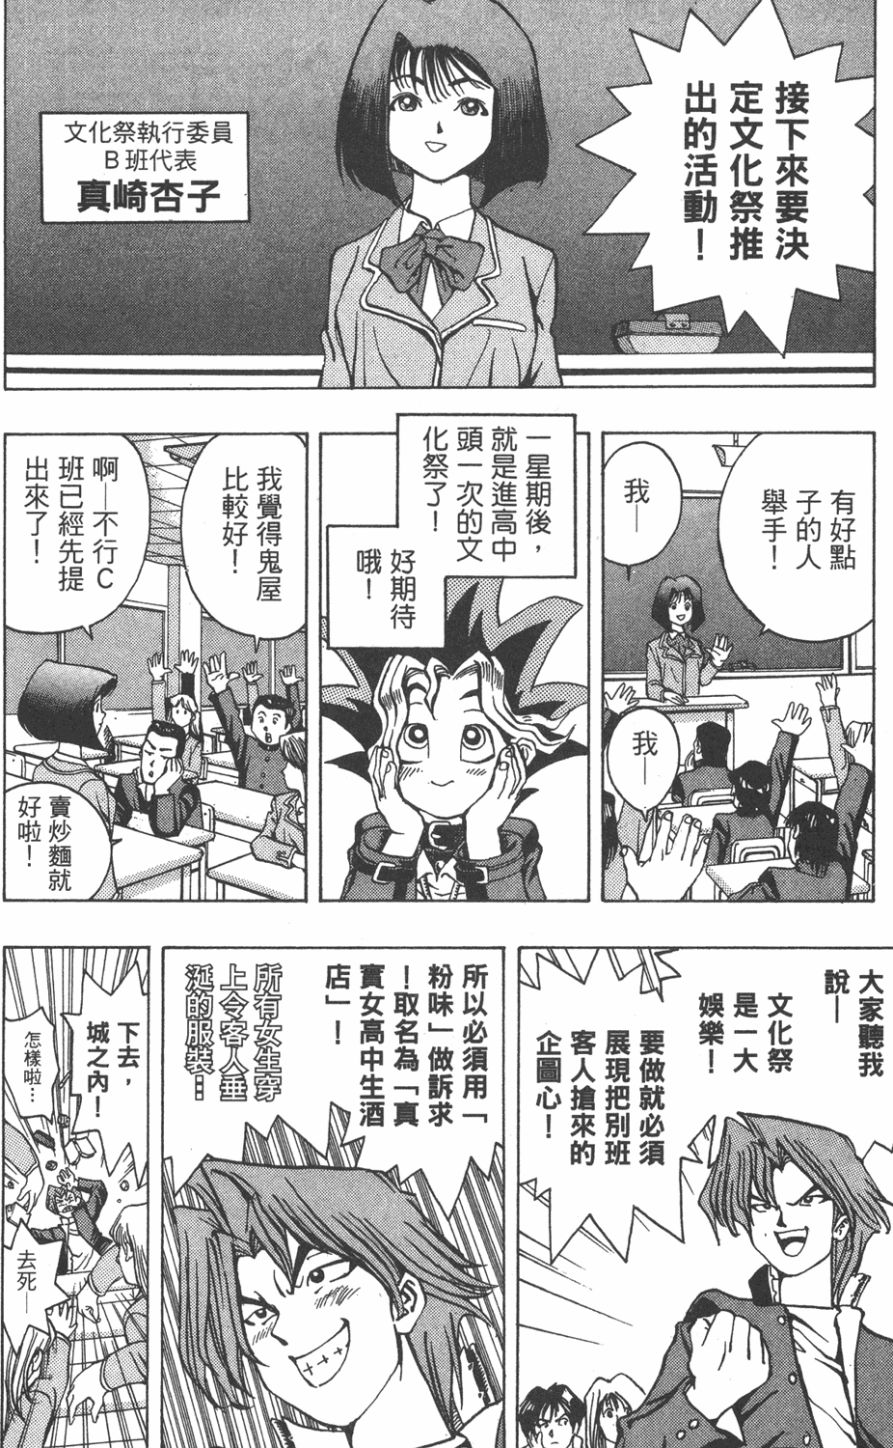 接下來要決
定文化祭推
出的活動！
文化祭執行委員
B班代表
真崎杏子
有好點
子的人
舉手！
我—
我—
一星期後，
就是進高中
頭一次的文
化祭了！
好期待
哦！
我覺得鬼屋
比較好！
啊—不行C
班已經先提
出來了！
賣炒麵就
好啦！
大家聽我
說—
文化祭
是一大
娛樂！
要做就必須
展現把別班
客人搶來的
企圖心！
所以必須用「
粉味」做訴求
！取名為「真
實女高中生酒
店」！
所有女生穿
上令客人垂
涎的服裝…
下去，
城之內！
怎樣啦…
去死—